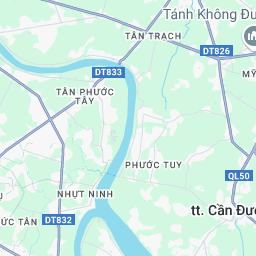 Tánh Không Đu
TÂN TRẠCH
DT826
DT833
MỸ
TÂN PHƯỚC
TÂY
PHƯỚC TUY
QL50
NHỰT NINH
tt. Cần Đướ
ỨC TÂN
DT832